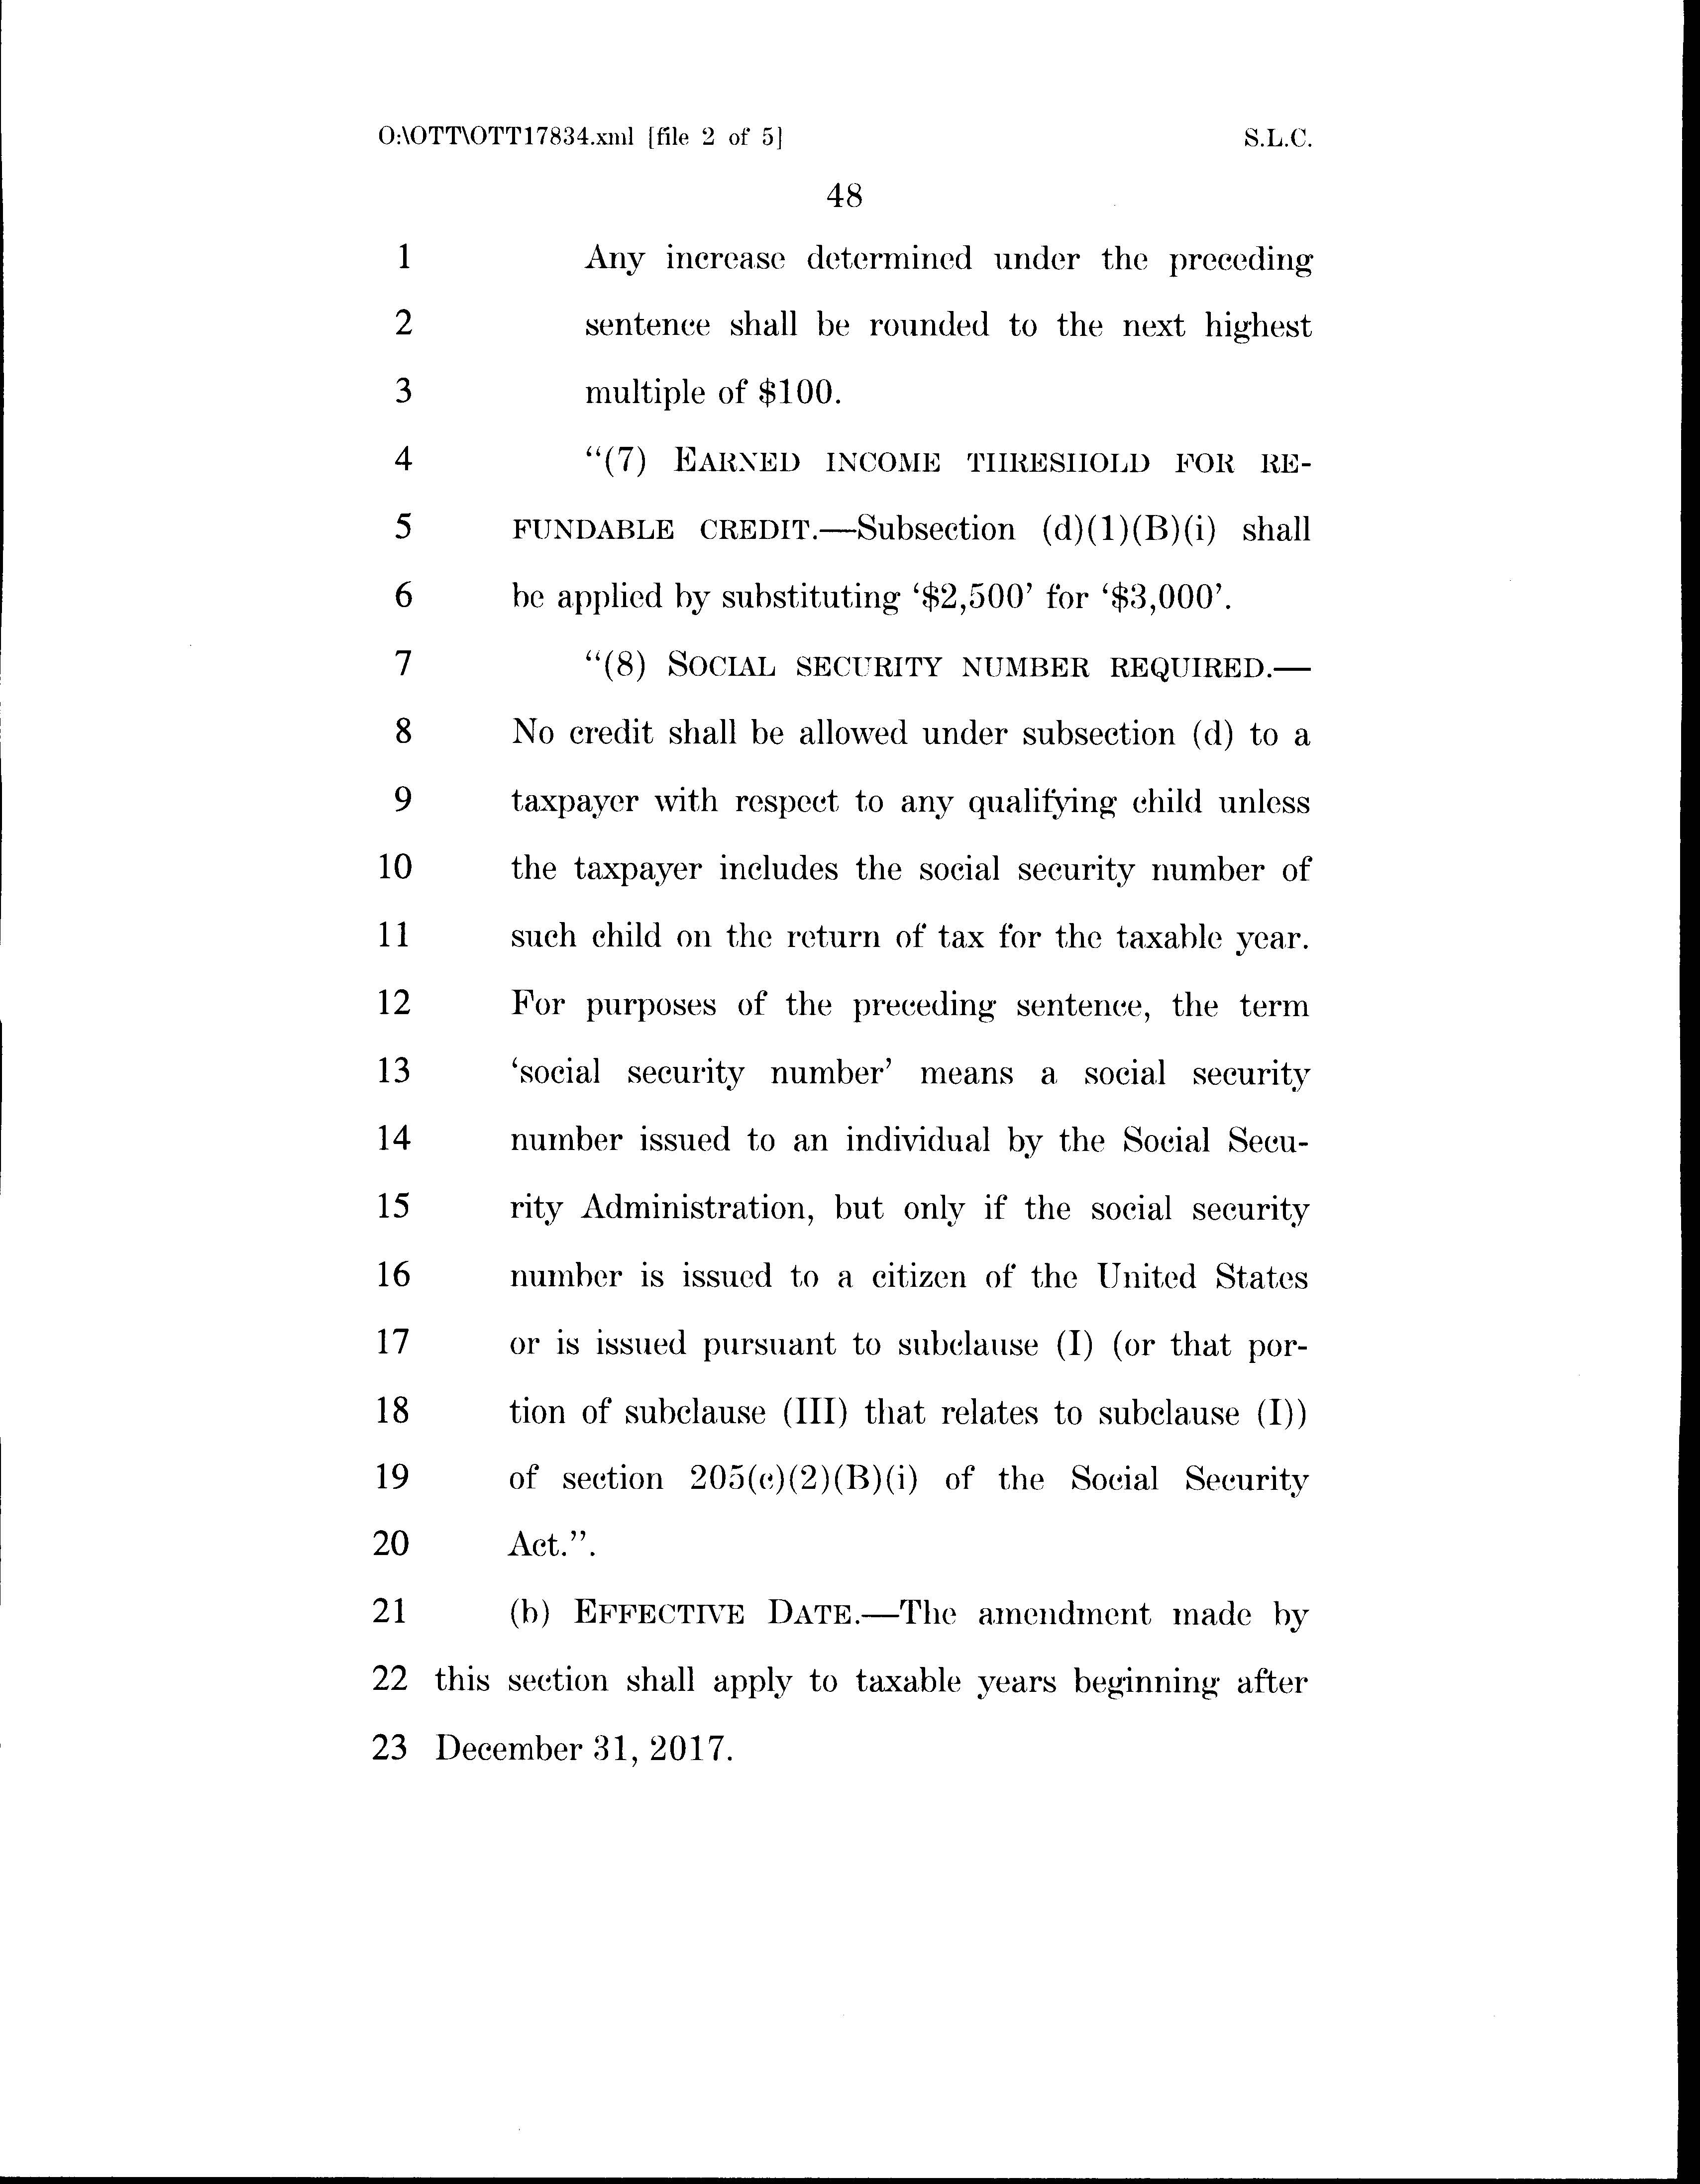 O:\OTT\OTT17834.xml [file 2 of 5] S.L.C.
48
1 Any increase determined under the preceding
2 sentence shall be rounded to the next highest
3 multiple of $100.
4 “(7) EARNED INCOME THRESHOLD FOR RE-
5 FUNDABLE CREDIT.—Subsection (d)(1)(B)(i) shall
6 be applied by substituting ‘$2,500’ for ‘$3,000’.
7 “(8) SOCIAL SECURITY NUMBER REQUIRED.—
8 No credit shall be allowed under subsection (d) to a
9 taxpayer with respect to any qualifying child unless
10 the taxpayer includes the social security number of
11 such child on the return of tax for the taxable year.
12 For purposes of the preceding sentence, the term
13 ‘social security number’ means a social security
14 number issued to an individual by the Social Secu-
15 rity Administration, but only if the social security
16 number is issued to a citizen of the United States
17 or is issued pursuant to subclause (I) (or that por-
18 tion of subclause (III) that relates to subclause (I))
19 of section 205(c)(2)(B)(i) of the Social Security
20 Act.”.
21 (b) EFFECTIVE DATE.—The amendment made by
22 this section shall apply to taxable years beginning after
23 December 31, 2017.